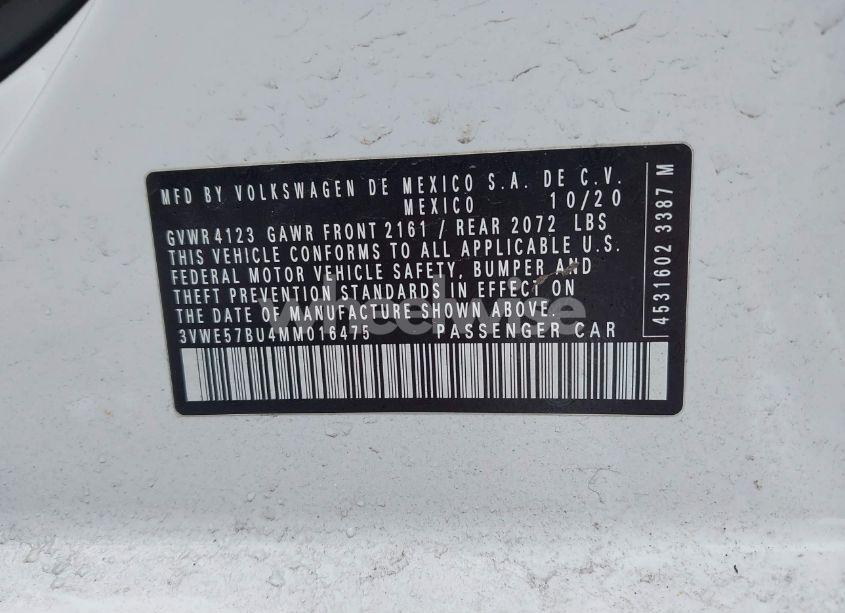 MFD BY VOLKSWAGEN DE MEXICO S.A. DE C.V.
MEXICO 10/20
GVWR 4123 GAWR FRONT 2161 / REAR 2072 LBS
THIS VEHICLE CONFORMS TO ALL APPLICABLE U.S.
FEDERAL MOTOR VEHICLE SAFETY, BUMPER AND
THEFT PREVENTION STANDARDS IN EFFECT ON
THE DATE OF MANUFACTURE SHOWN ABOVE.
3VWE57BU4MM016475 PASSENGER CAR
4531602 3387 M
wheelwise